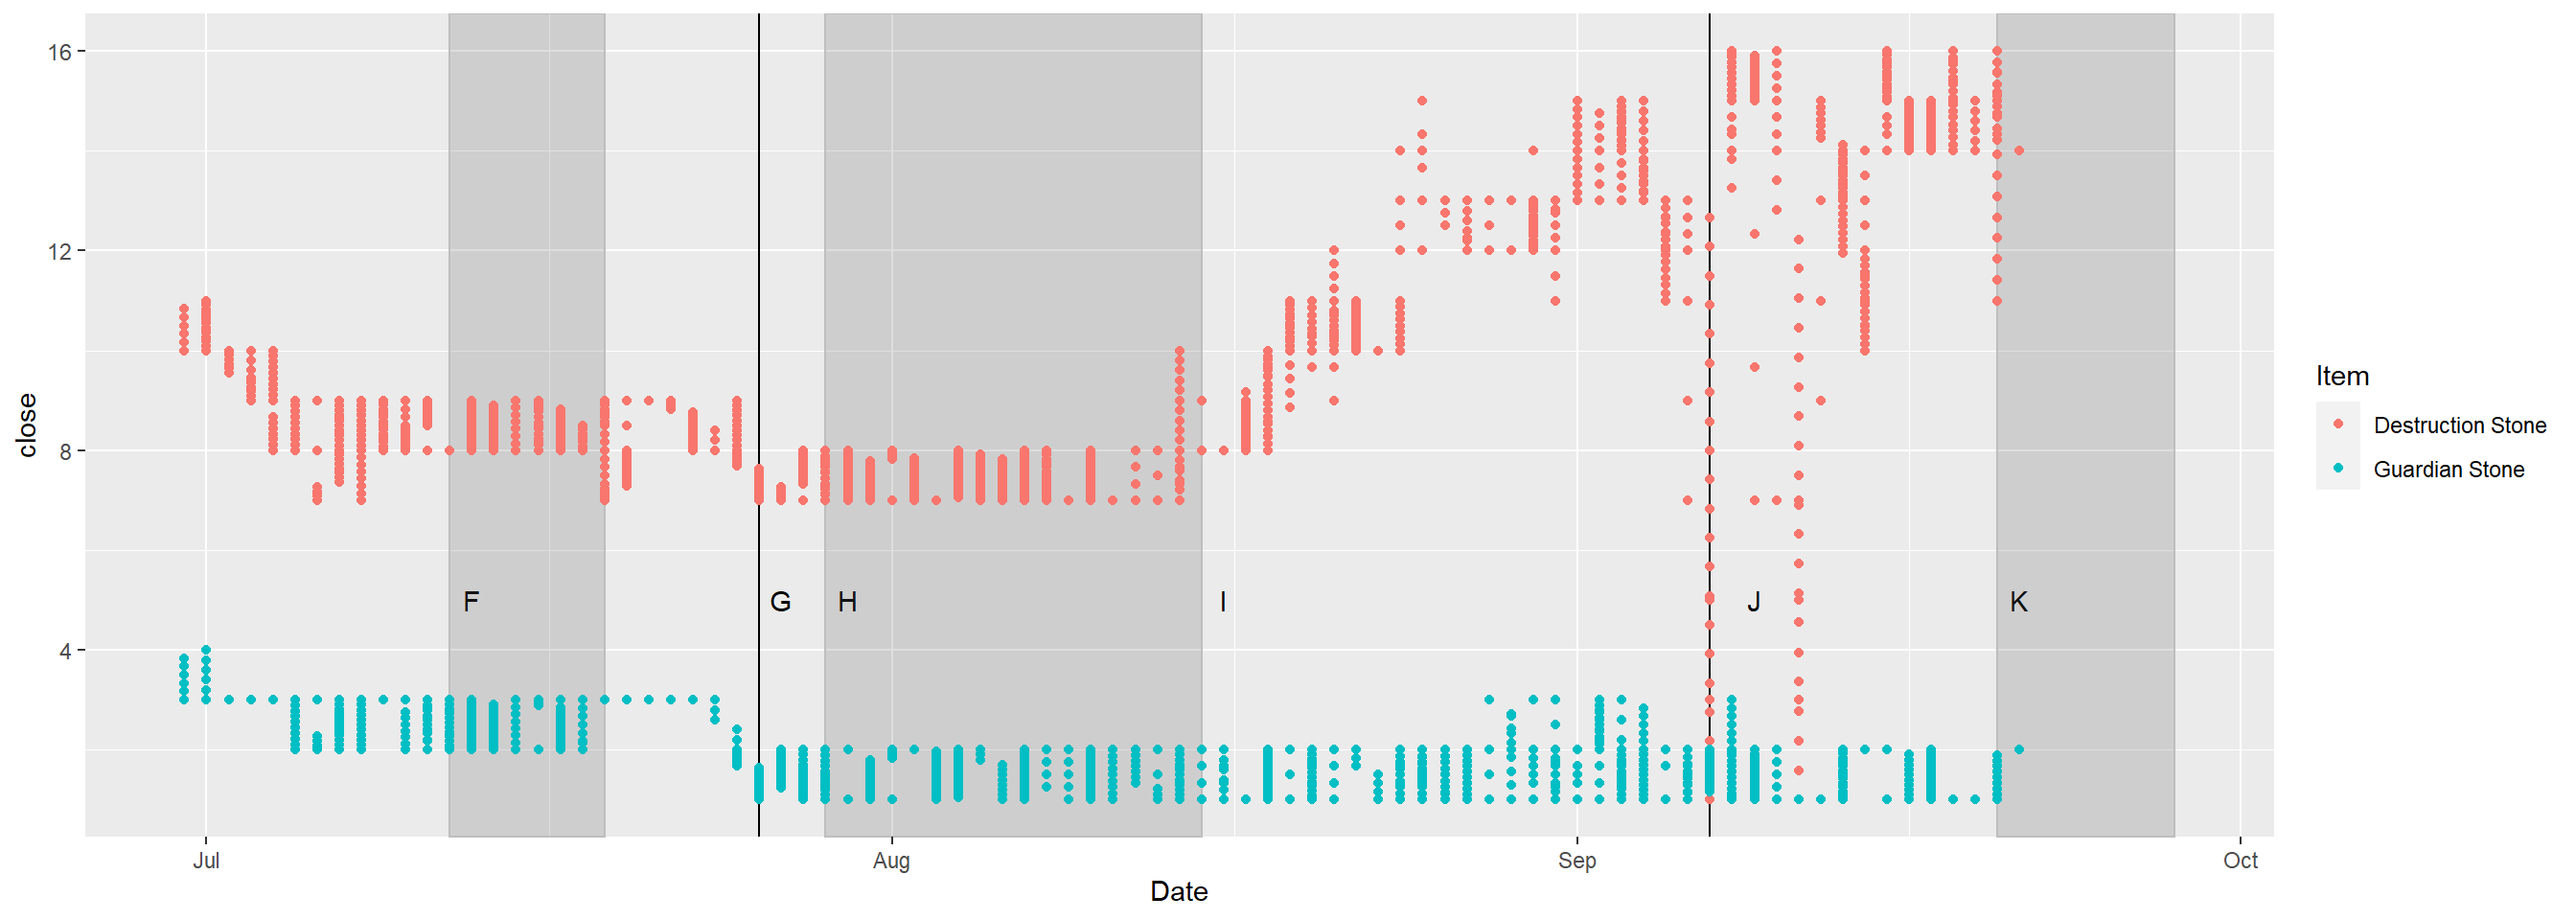 16
12
8
4
close
F
G
H
I
J
K
Jul
Aug
Sep
Oct
Date
Item
Destruction Stone
Guardian Stone